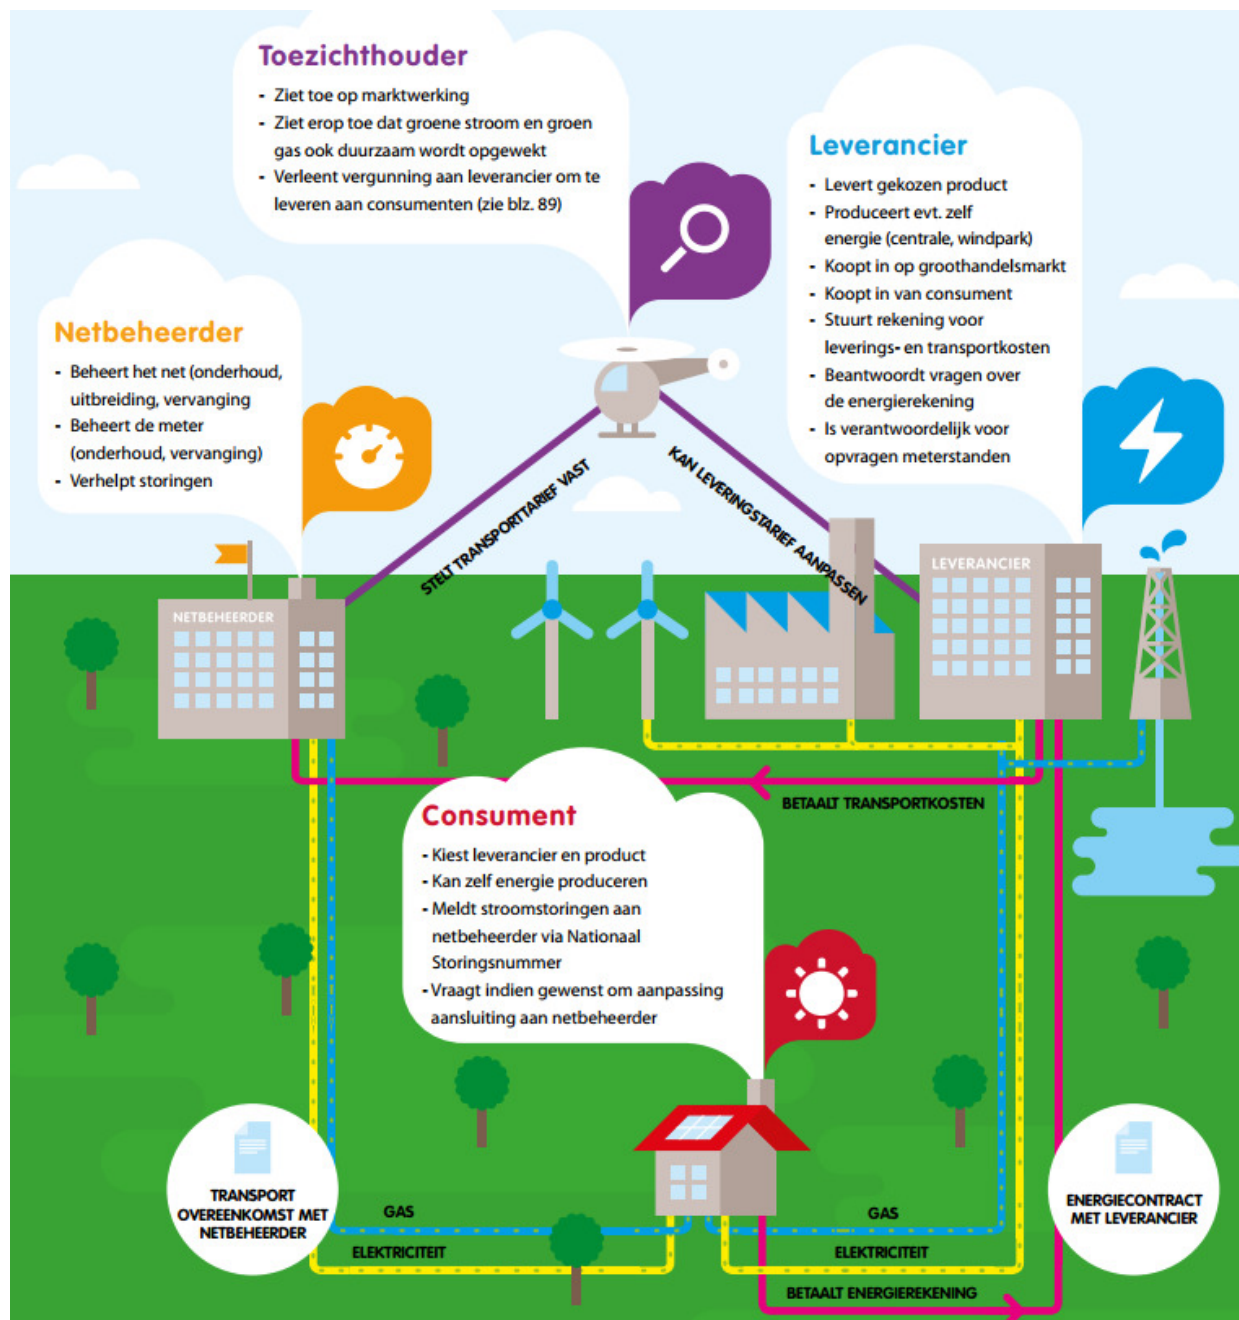 Toezichthouder
- Ziet toe op marktwerking
- Ziet erop toe dat groene stroom en groen
gas ook duurzaam wordt opgewekt
- Verleent vergunning aan leverancier om te
leveren aan consumenten (zie blz. 89)
Leverancier
- Levert gekozen product
- Produceert evt. zelf
energie (centrale, windpark)
- Koopt in op groothandelsmarkt
- Koopt in van consument
- Stuurt rekening voor
leverings- en transportkosten
- Beantwoordt vragen over
de energierekening
- Is verantwoordelijk voor
opvragen meterstanden
Netbeheerder
- Beheert het net (onderhoud,
uitbreiding, vervanging
- Beheert de meter
(onderhoud, vervanging)
- Verhelpt storingen
STELT TRANSPORTTARIEF VAST
KAN LEVERINGSTARIEF AANPASSEN
NETBEHEERDER
LEVERANCIER
BETAALT TRANSPORTKOSTEN
Consument
- Kiest leverancier en product
- Kan zelf energie produceren
- Meldt stroomstoringen aan
netbeheerder via Nationaal
Storingsnummer
- Vraagt indien gewenst om aanpassing
aansluiting aan netbeheerder
TRANSPORT
OVEREENKOMST MET
NETBEHEERDER
ENERGIECONTRACT
MET LEVERANCIER
GAS
ELEKTRICITEIT
GAS
ELEKTRICITEIT
BETAALT ENERGIEREKENING